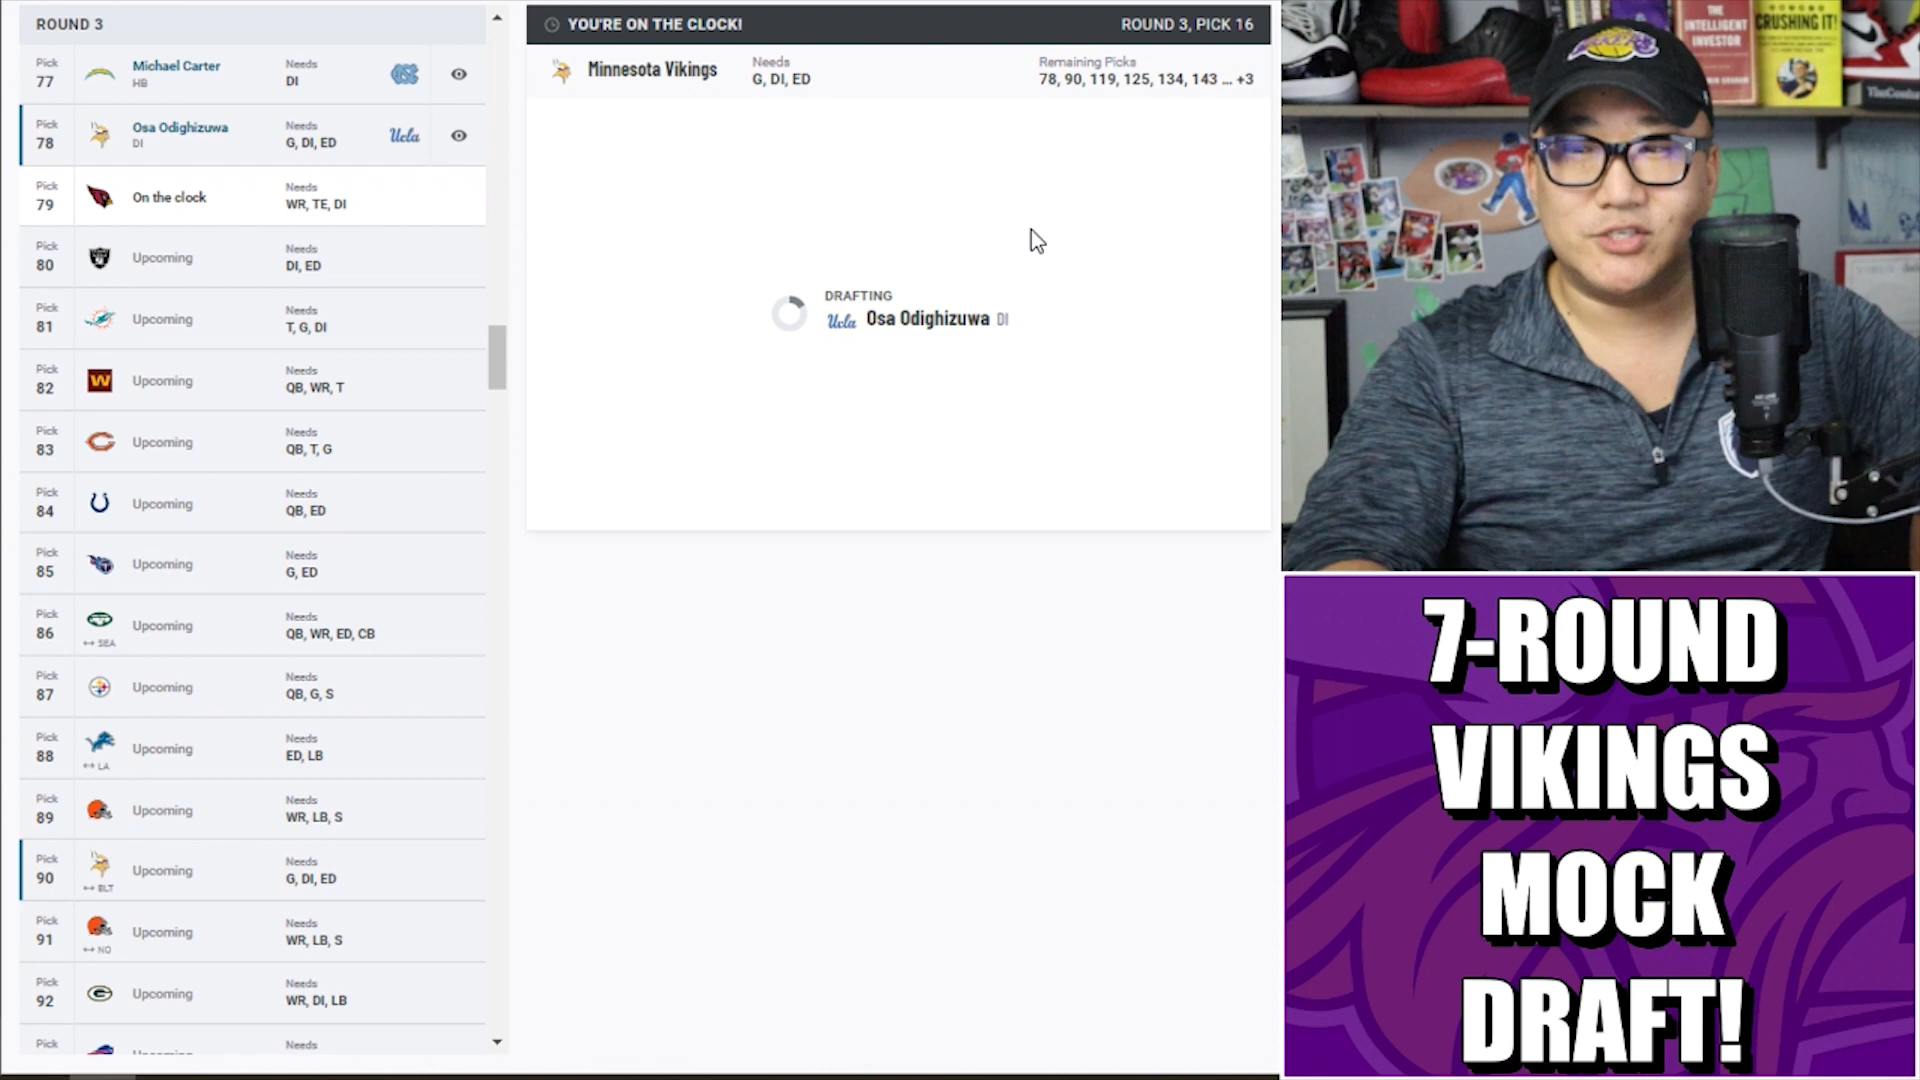 ROUND 3
Pick 77
Michael Carter
HB
Needs
DI
Pick 78
Osa Odighizuwa
DI
Needs
G, DI, ED
Ucla
Pick 79
On the clock
Needs
WR, TE, DI
Pick 80
Upcoming
Needs
DI, ED
Pick 81
Upcoming
Needs
T, G, DI
Pick 82
W
Upcoming
Needs
QB, WR, T
Pick 83
Upcoming
Needs
QB, T, G
Pick 84
Upcoming
Needs
QB, ED
Pick 85
Upcoming
Needs
G, ED
Pick 86
↔ SEA
Upcoming
Needs
QB, WR, ED, CB
Pick 87
Upcoming
Needs
QB, G, S
Pick 88
↔ LA
Upcoming
Needs
ED, LB
Pick 89
Upcoming
Needs
WR, LB, S
Pick 90
↔ BLT
Upcoming
Needs
G, DI, ED
Pick 91
↔ NO
Upcoming
Needs
WR, LB, S
Pick 92
Upcoming
Needs
WR, DI, LB
Pick
Upcoming
Needs
YOU'RE ON THE CLOCK!
ROUND 3, PICK 16
Minnesota Vikings
Needs
G, DI, ED
Remaining Picks
78, 90, 119, 125, 134, 143 ... +3
DRAFTING
Ucla Osa Odighizuwa DI
THE
INTELLIGENT
INVESTOR
CRUSHING IT!
LAKERS
7-ROUND
VIKINGS
MOCK
DRAFT!